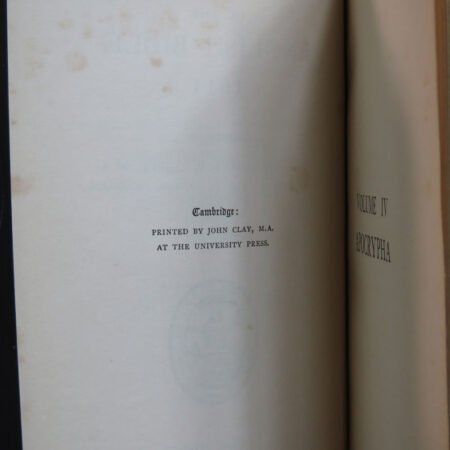 Cambridge:
PRINTED BY JOHN CLAY, M.A.
AT THE UNIVERSITY PRESS.
VOLUME IV
APOCRYPHA